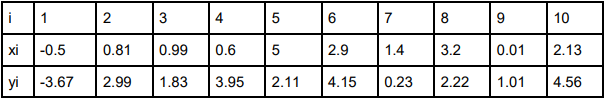 i 1 2 3 4 5 6 7 8 9 10
xi -0.5 0.81 0.99 0.6 5 2.9 1.4 3.2 0.01 2.13
yi -3.67 2.99 1.83 3.95 2.11 4.15 0.23 2.22 1.01 4.56